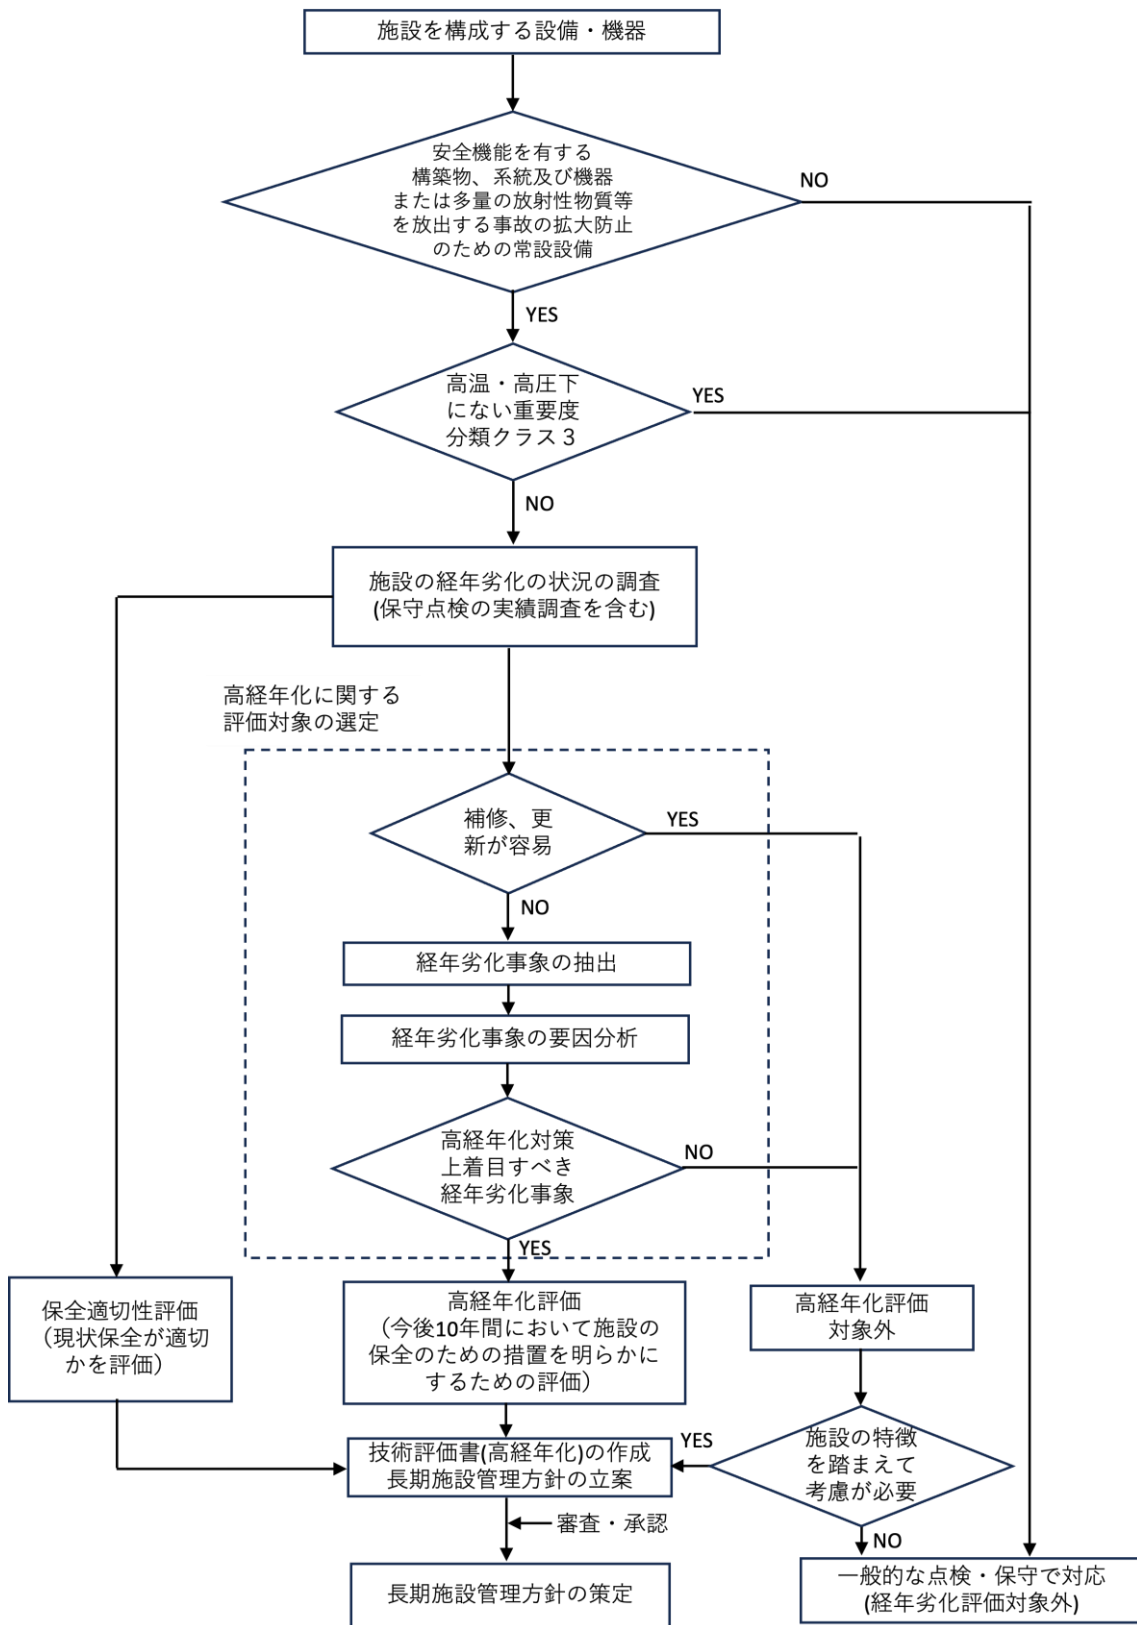 施設を構成する設備・機器
安全機能を有する
構築物、系統及び機器
または多量の放射性物質等
を放出する事故の拡大防止
のための常設設備
NO
YES
高温・高圧下
にない重要度
分類クラス３
YES
NO
施設の経年劣化の状況の調査
(保守点検の実績調査を含む)
高経年化に関する
評価対象の選定
補修、更
新が容易
YES
NO
経年劣化事象の抽出
経年劣化事象の要因分析
高経年化対策
上着目すべき
経年劣化事象
NO
YES
保全適切性評価
（現状保全が適切
かを評価）
高経年化評価
（今後10年間において施設の
保全のための措置を明らかに
するための評価）
高経年化評価
対象外
技術評価書(高経年化)の作成
長期施設管理方針の立案
YES
施設の特徴
を踏まえて
考慮が必要
NO
審査・承認
長期施設管理方針の策定
一般的な点検・保守で対応
(経年劣化評価対象外)